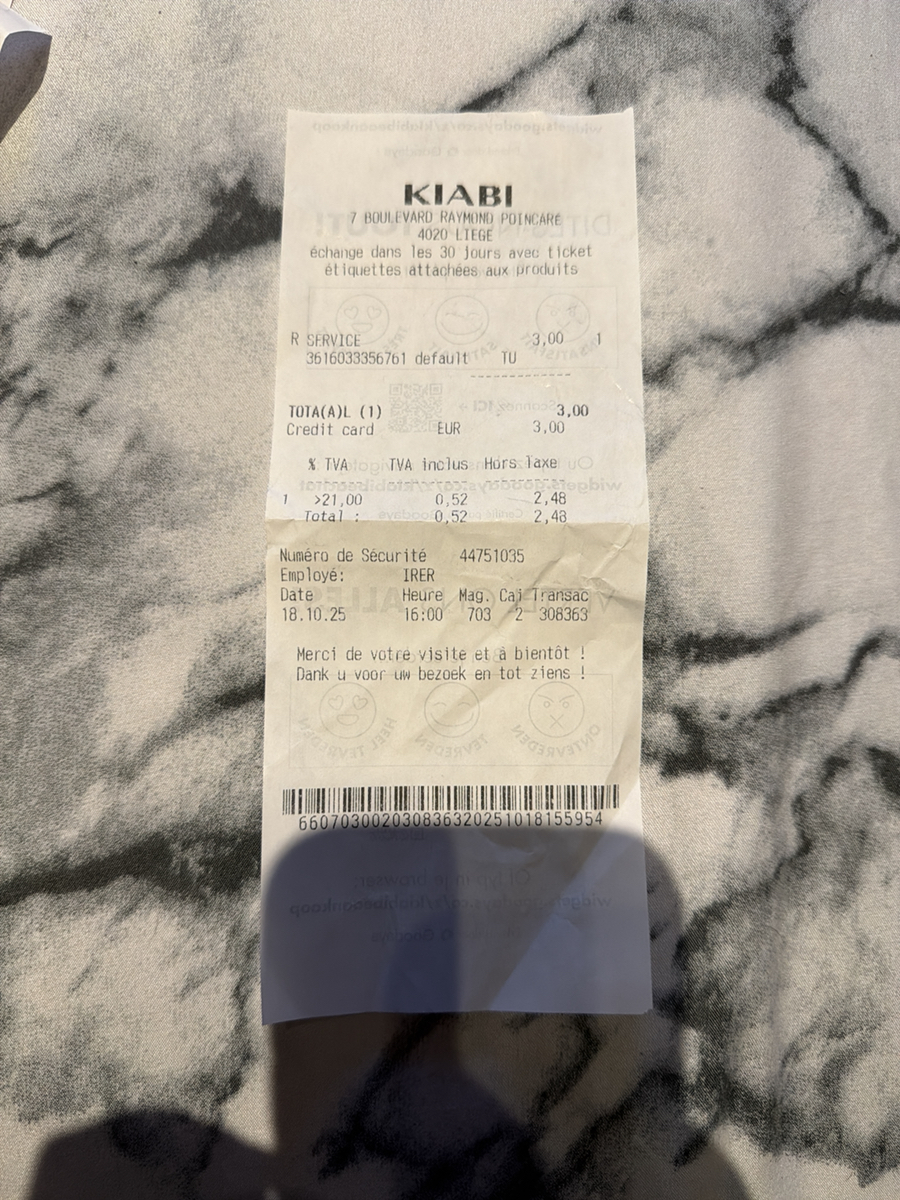 KIABI
7 BOULEVARD RAYMOND POINCARE
4020 LIEGE
échange dans les 30 jours avec ticket
étiquettes attachées aux produits
R SERVICE 3,00 1
3616033356761 default TU
TOTA(A)L (1) 3,00
Credit card EUR 3,00
% TVA TVA inclus Hors Taxe
1 >21,00 0,52 2,48
Total : 0,52 2,48
Numéro de Sécurité 44751035
Employé: IRER
Date Heure Mag. Cai Transac
18.10.25 16:00 703 2 308363
Merci de votre visite et à bientôt !
Dank u voor uw bezoek en tot ziens !
660703002030836320251018155954